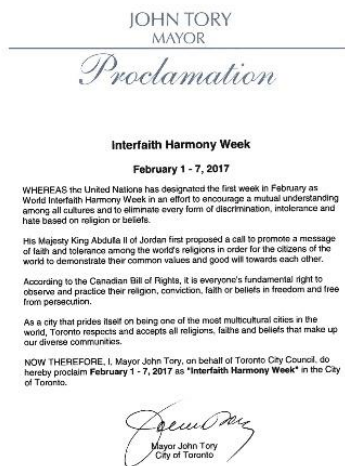 JOHN TORY
MAYOR
Proclamation
Interfaith Harmony Week
February 1 - 7, 2017
WHEREAS the United Nations has designated the first week in February as
World Interfaith Harmony Week in an effort to encourage a mutual understanding
among all cultures and to eliminate every form of discrimination, intolerance and
hate based on religion or beliefs.
His Majesty King Abdulla II of Jordan first proposed a call to promote a message
of faith and tolerance among the world's religions in order for the citizens of the
world to demonstrate their common values and good will towards each other.
According to the Canadian Bill of Rights, it is everyone's fundamental right to
observe and practice their religion, conviction, faith or beliefs in freedom and free
from persecution.
As a city that prides itself on being one of the most multicultural cities in the
world, Toronto respects and accepts all religions, faiths and beliefs that make up
our diverse communities.
NOW THEREFORE, I, Mayor John Tory, on behalf of Toronto City Council, do
hereby proclaim February 1 - 7, 2017 as "Interfaith Harmony Week" in the City
of Toronto.
Mayor John Tory
City of Toronto